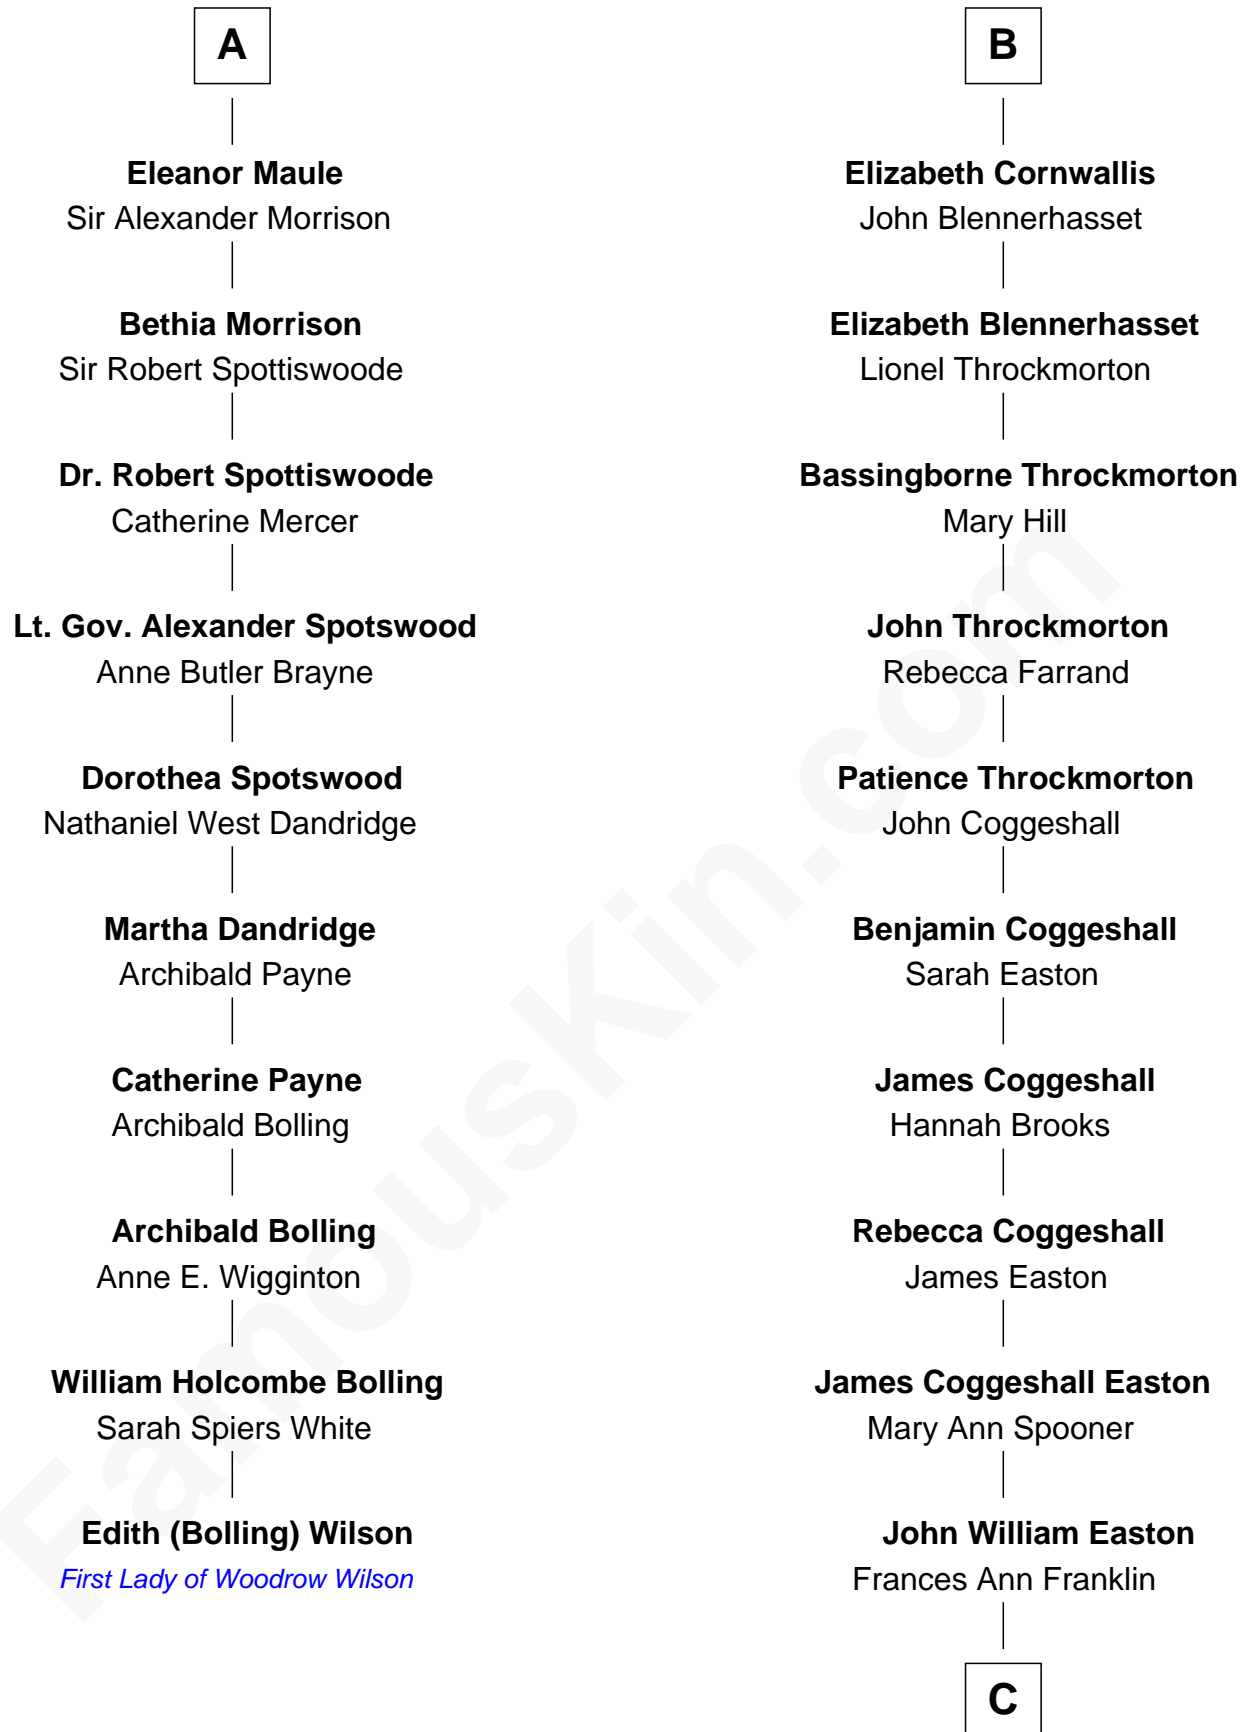 A
Eleanor Maule
Sir Alexander Morrison
Bethia Morrison
Sir Robert Spottiswoode
Dr. Robert Spottiswoode
Catherine Mercer
Lt. Gov. Alexander Spotswood
Anne Butler Brayne
Dorothea Spotswood
Nathaniel West Dandridge
Martha Dandridge
Archibald Payne
Catherine Payne
Archibald Bolling
Archibald Bolling
Anne E. Wigginton
William Holcombe Bolling
Sarah Spiers White
Edith (Bolling) Wilson
First Lady of Woodrow Wilson
B
Elizabeth Cornwallis
John Blennerhasset
Elizabeth Blennerhasset
Lionel Throckmorton
Bassingborne Throckmorton
Mary Hill
John Throckmorton
Rebecca Farrand
Patience Throckmorton
John Coggeshall
Benjamin Coggeshall
Sarah Easton
James Coggeshall
Hannah Brooks
Rebecca Coggeshall
James Easton
James Coggeshall Easton
Mary Ann Spooner
John William Easton
Frances Ann Franklin
C
FamousKin.com